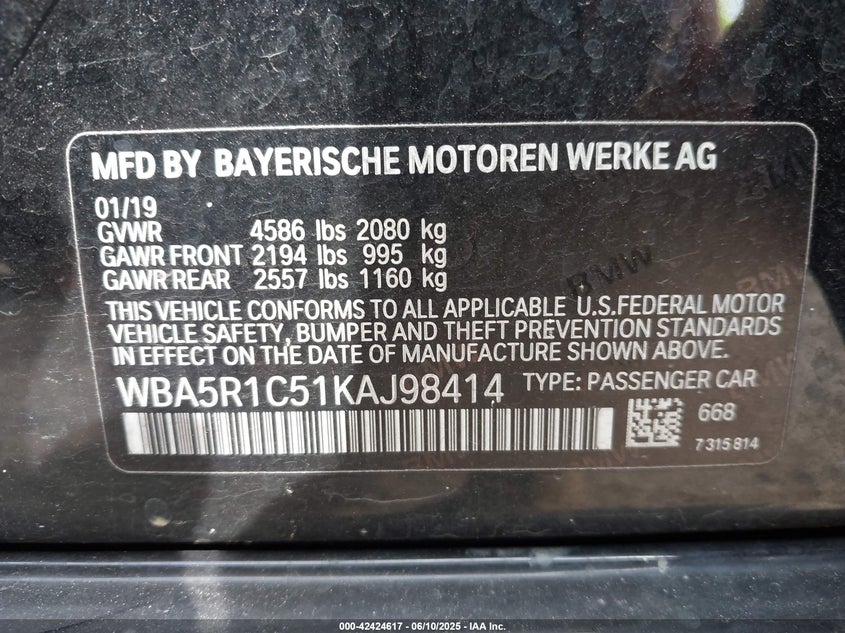 MFD BY BAYERISCHE MOTOREN WERKE AG
01/19
GVWR 4586 lbs 2080 kg
GAWR FRONT 2194 lbs 995 kg
GAWR REAR 2557 lbs 1160 kg
BMW
THIS VEHICLE CONFORMS TO ALL APPLICABLE U.S.FEDERAL MOTOR
VEHICLE SAFETY, BUMPER AND THEFT PREVENTION STANDARDS
IN EFFECT ON THE DATE OF MANUFACTURE SHOWN ABOVE.
WBA5R1C51KAJ98414 TYPE: PASSENGER CAR
668
7315814
000-42424617 - 06/10/2025 - IAA Inc.